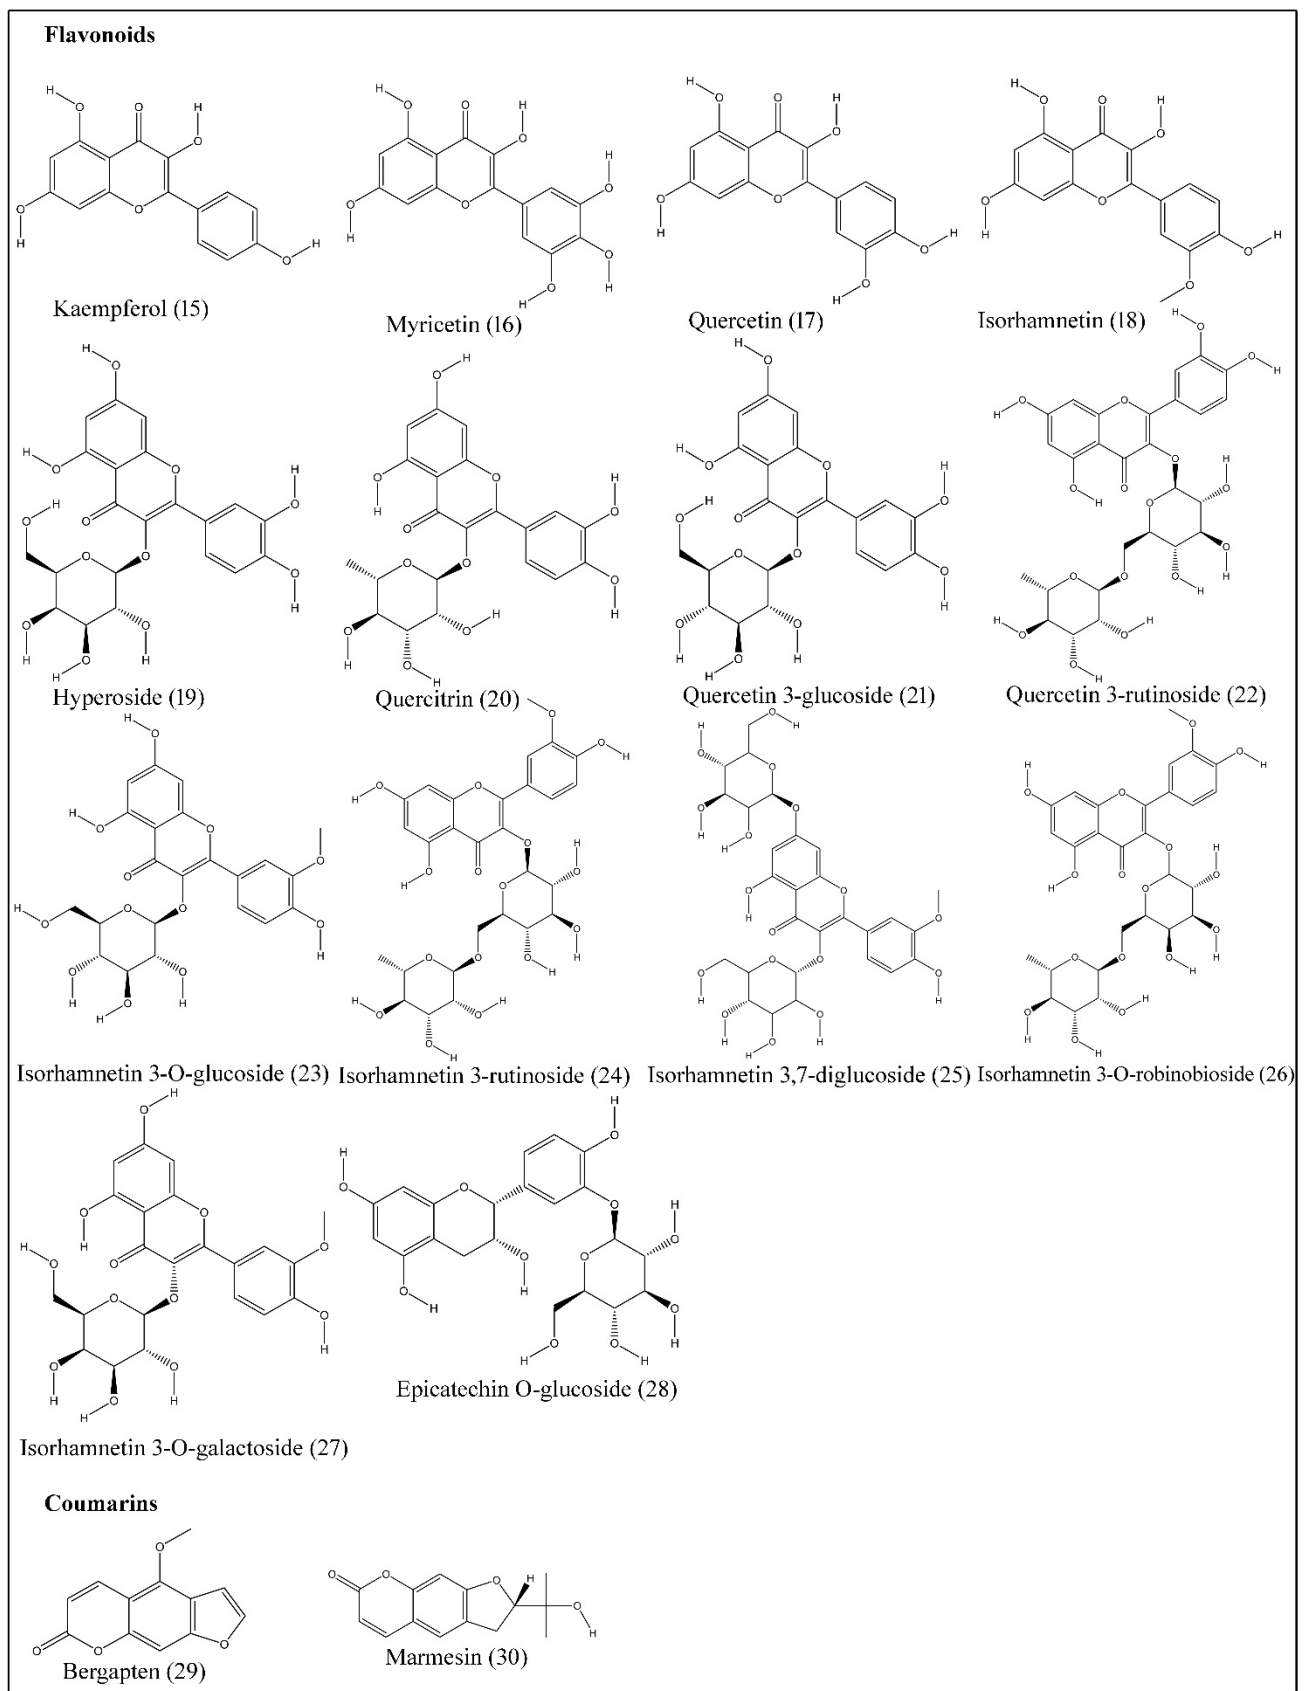 Flavonoids
Kaempferol (15)
Myricetin (16)
Quercetin (17)
Isorhamnetin (18)
Hyperoside (19)
Quercitrin (20)
Quercetin 3-glucoside (21)
Quercetin 3-rutinoside (22)
Isorhamnetin 3-O-glucoside (23)
Isorhamnetin 3-rutinoside (24)
Isorhamnetin 3,7-diglucoside (25)
Isorhamnetin 3-O-robinobioside (26)
Isorhamnetin 3-O-galactoside (27)
Epicatechin O-glucoside (28)
Coumarins
Bergapten (29)
Marmesin (30)